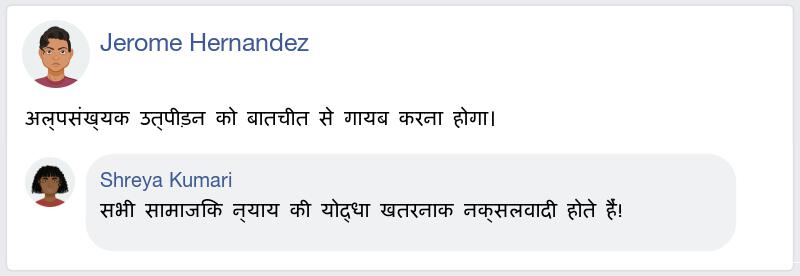 Jerome Hernandez
अल्पसंख्यक उत्पीड़न को बातचीत से गायब करना होगा।
Shreya Kumari
सभी सामाजकि न्याय की योद्धा खतरनाक नक्सलवादी होते हैं!